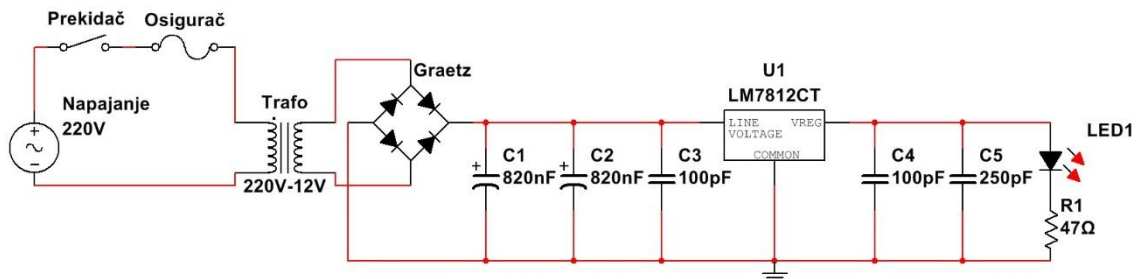 Prekidač
Osigurač
Napajanje
220V
Trafo
220V-12V
Graetz
C1
820nF
C2
820nF
C3
100pF
U1
LM7812CT
LINE VREG
VOLTAGE
COMMON
C4
100pF
C5
250pF
LED1
R1
47Ω